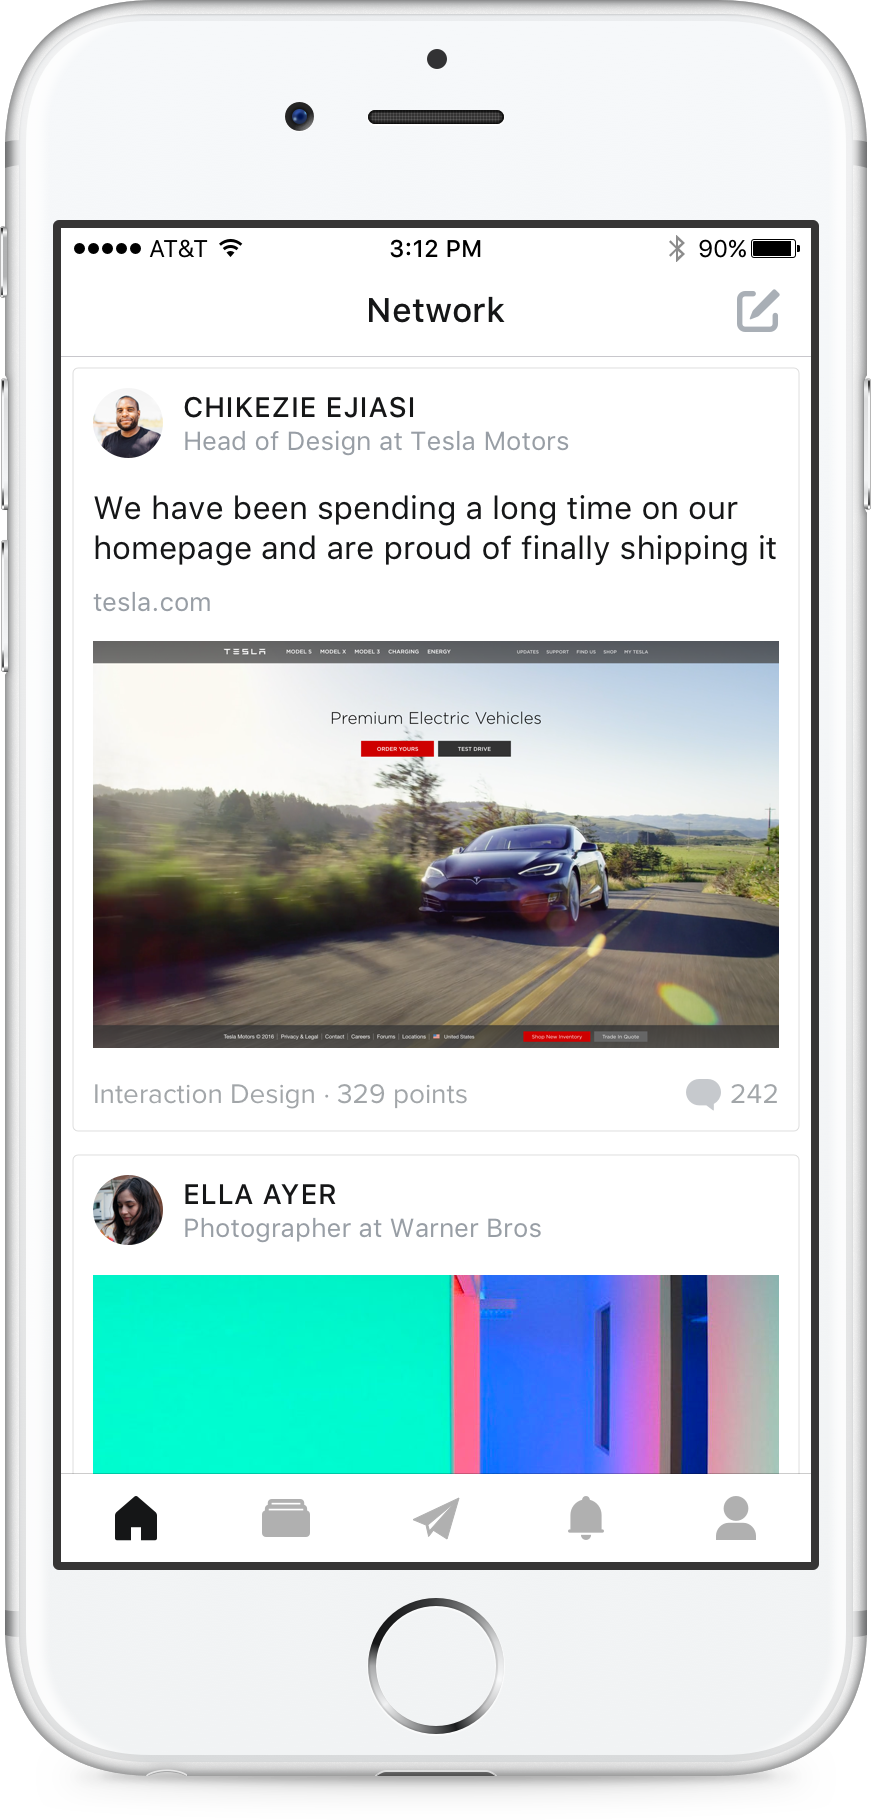 AT&T 3:12 PM 90%
Network
CHIKEZIE EJIASI
Head of Design at Tesla Motors
We have been spending a long time on our
homepage and are proud of finally shipping it
tesla.com
TESLA MODEL S MODEL X MODEL 3 CHARGING ENERGY UPDATES SUPPORT FIND US SHOP MY TESLA
Premium Electric Vehicles
ORDER YOURS TEST DRIVE
Tesla Motors © 2016 | Privacy & Legal | Contact | Careers | Forums | Locations | United States Shop New Inventory Trade In Quote
Interaction Design · 329 points 242
ELLA AYER
Photographer at Warner Bros